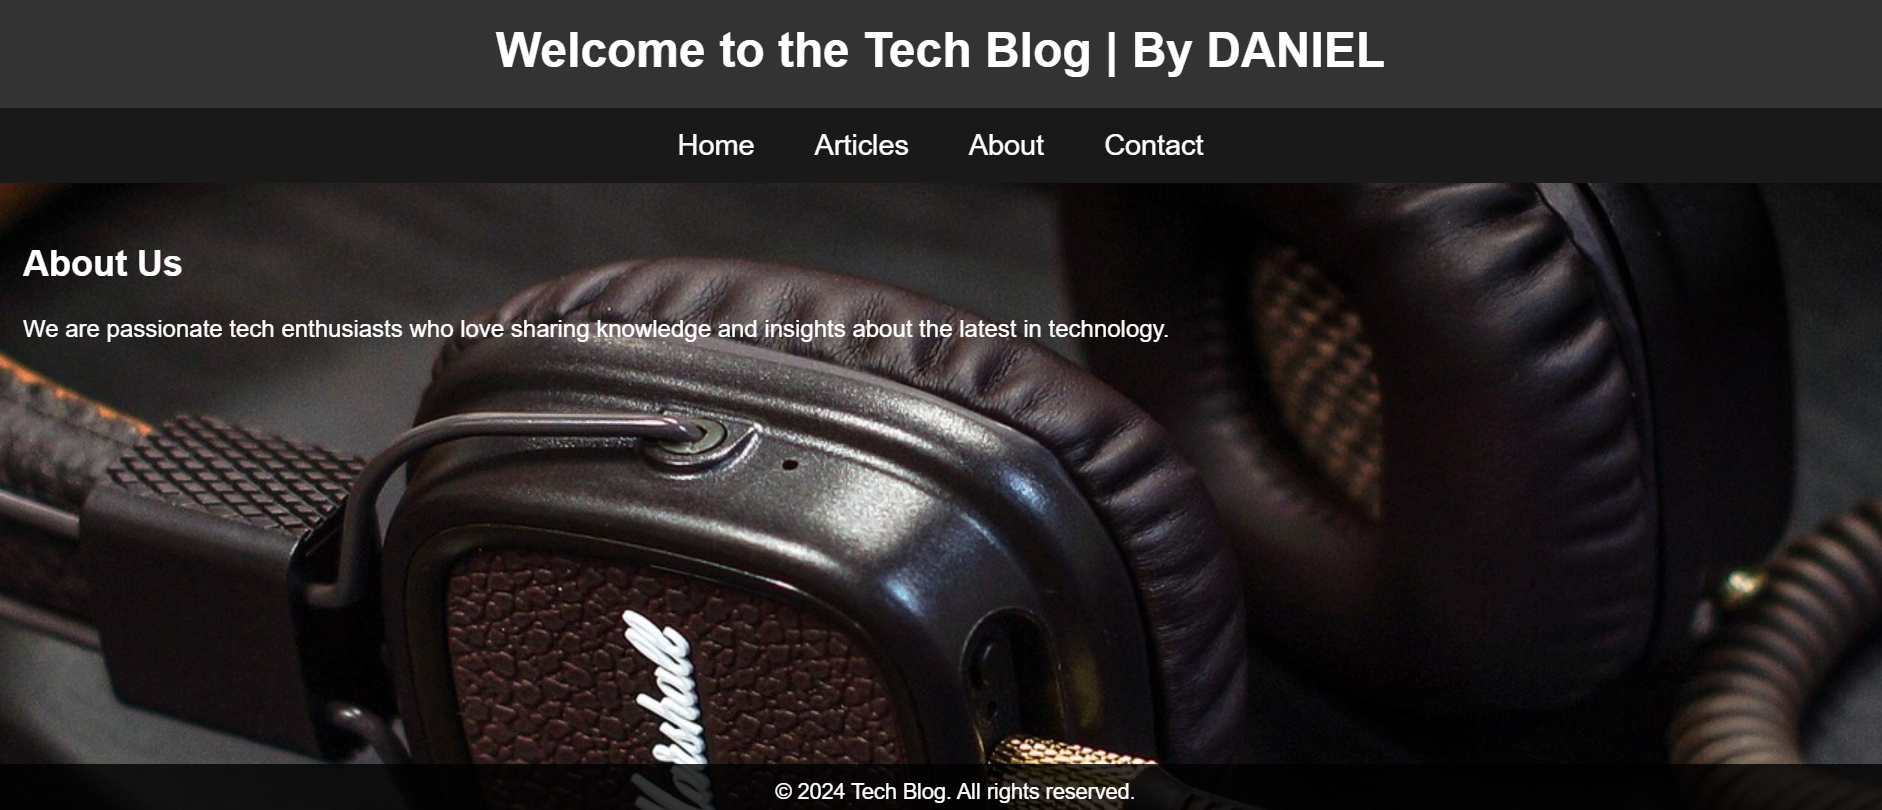 Welcome to the Tech Blog | By DANIEL
Home Articles About Contact
About Us
We are passionate tech enthusiasts who love sharing knowledge and insights about the latest in technology.
Marshall
© 2024 Tech Blog. All rights reserved.